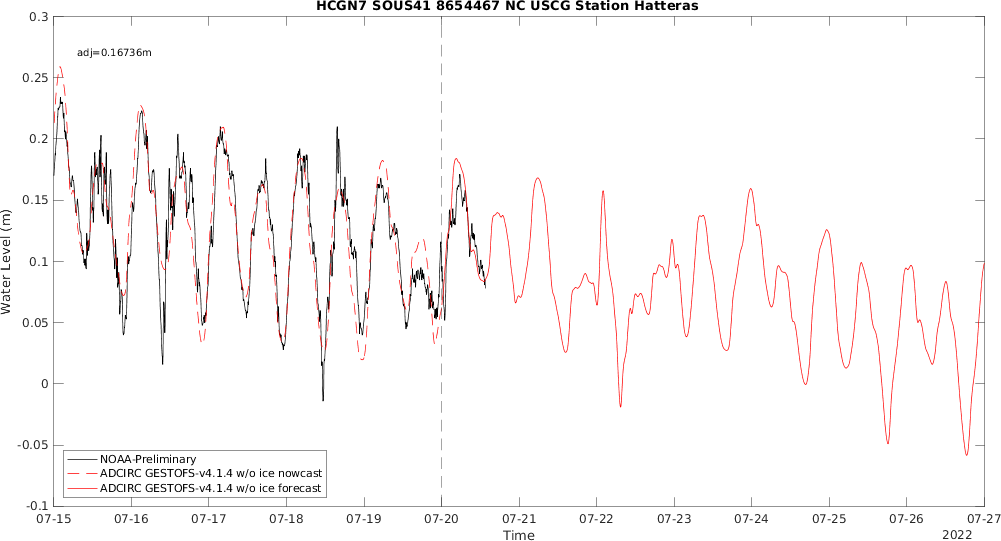 HCGN7 SOUS41 8654467 NC USCG Station Hatteras
adj=0.16736m
0.3
0.25
0.2
0.15
0.1
0.05
0
-0.05
-0.1
Water Level (m)
NOAA-Preliminary
ADCIRC GESTOFS-v4.1.4 w/o ice nowcast
ADCIRC GESTOFS-v4.1.4 w/o ice forecast
07-15 07-16 07-17 07-18 07-19 07-20 07-21 07-22 07-23 07-24 07-25 07-26 07-27
Time
2022